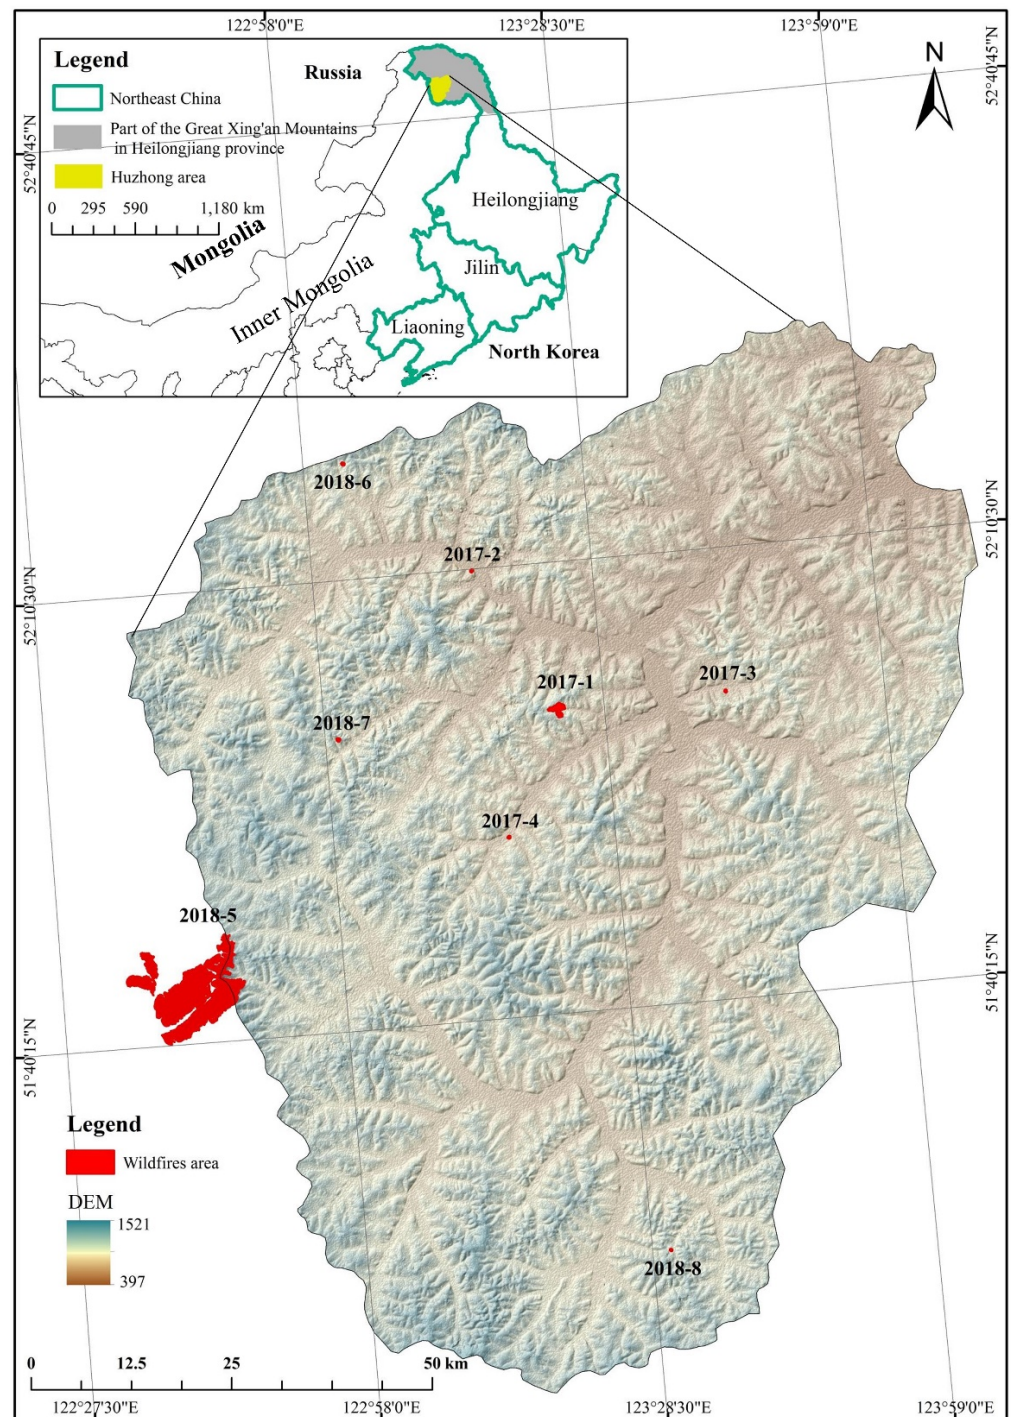 122°58'0"E
123°28'30"E
123°59'0"E
N
52°40'45"N
52°40'45"N
Legend
Northeast China
Part of the Great Xing'an Mountains
in Heilongjiang province
Huzhong area
0 295 590 1,180 km
Russia
Mongolia
Inner Mongolia
Heilongjiang
Jilin
Liaoning
North Korea
2018-6
2017-2
52°10'30"N
52°10'30"N
2017-3
2017-1
2018-7
2017-4
2018-5
51°40'15"N
51°40'15"N
Legend
Wildfires area
DEM
1521
397
2018-8
0 12.5 25 50 km
122°27'30"E
122°58'0"E
123°28'30"E
123°59'0"E